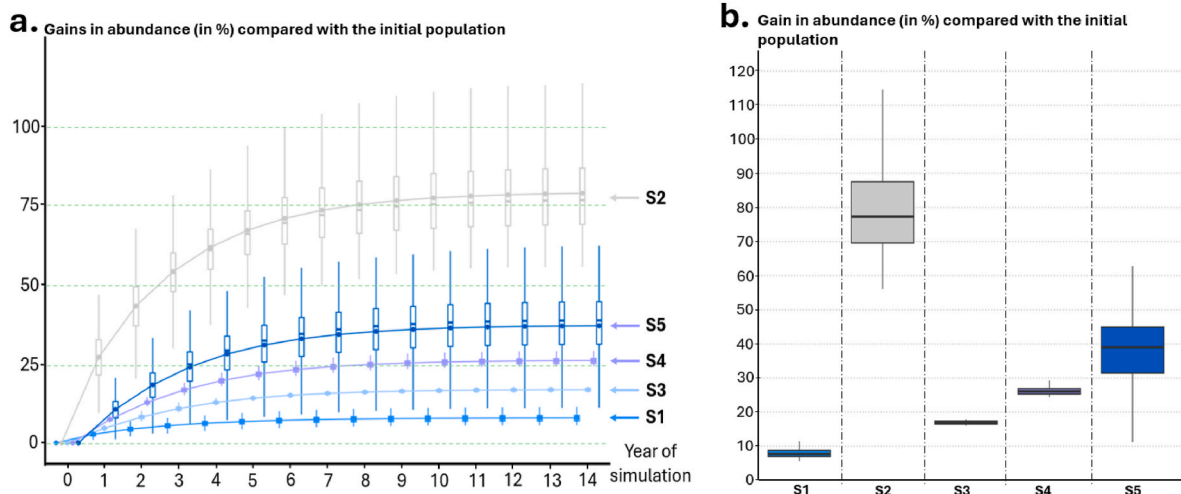 a. Gains in abundance (in %) compared with the initial population
100
75
50
25
0
S2
S5
S4
S3
S1
0 1 2 3 4 5 6 7 8 9 10 11 12 13 14
Year of
simulation
b. Gain in abundance (in %) compared with the initial
population
120
110
100
90
80
70
60
50
40
30
20
10
0
S1 S2 S3 S4 S5